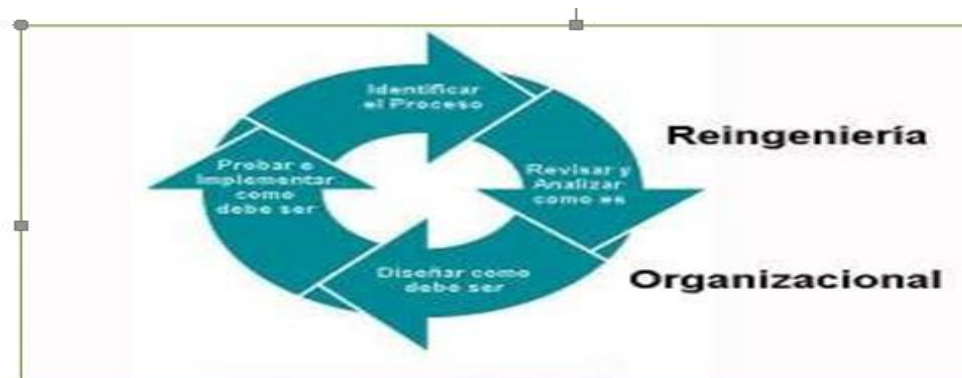 Identificar
el Proceso
Reingeniería
Revisar y
Analizar
como es
Probar e
Implementar
como
debe ser
Diseñar como
debe ser
Organizacional